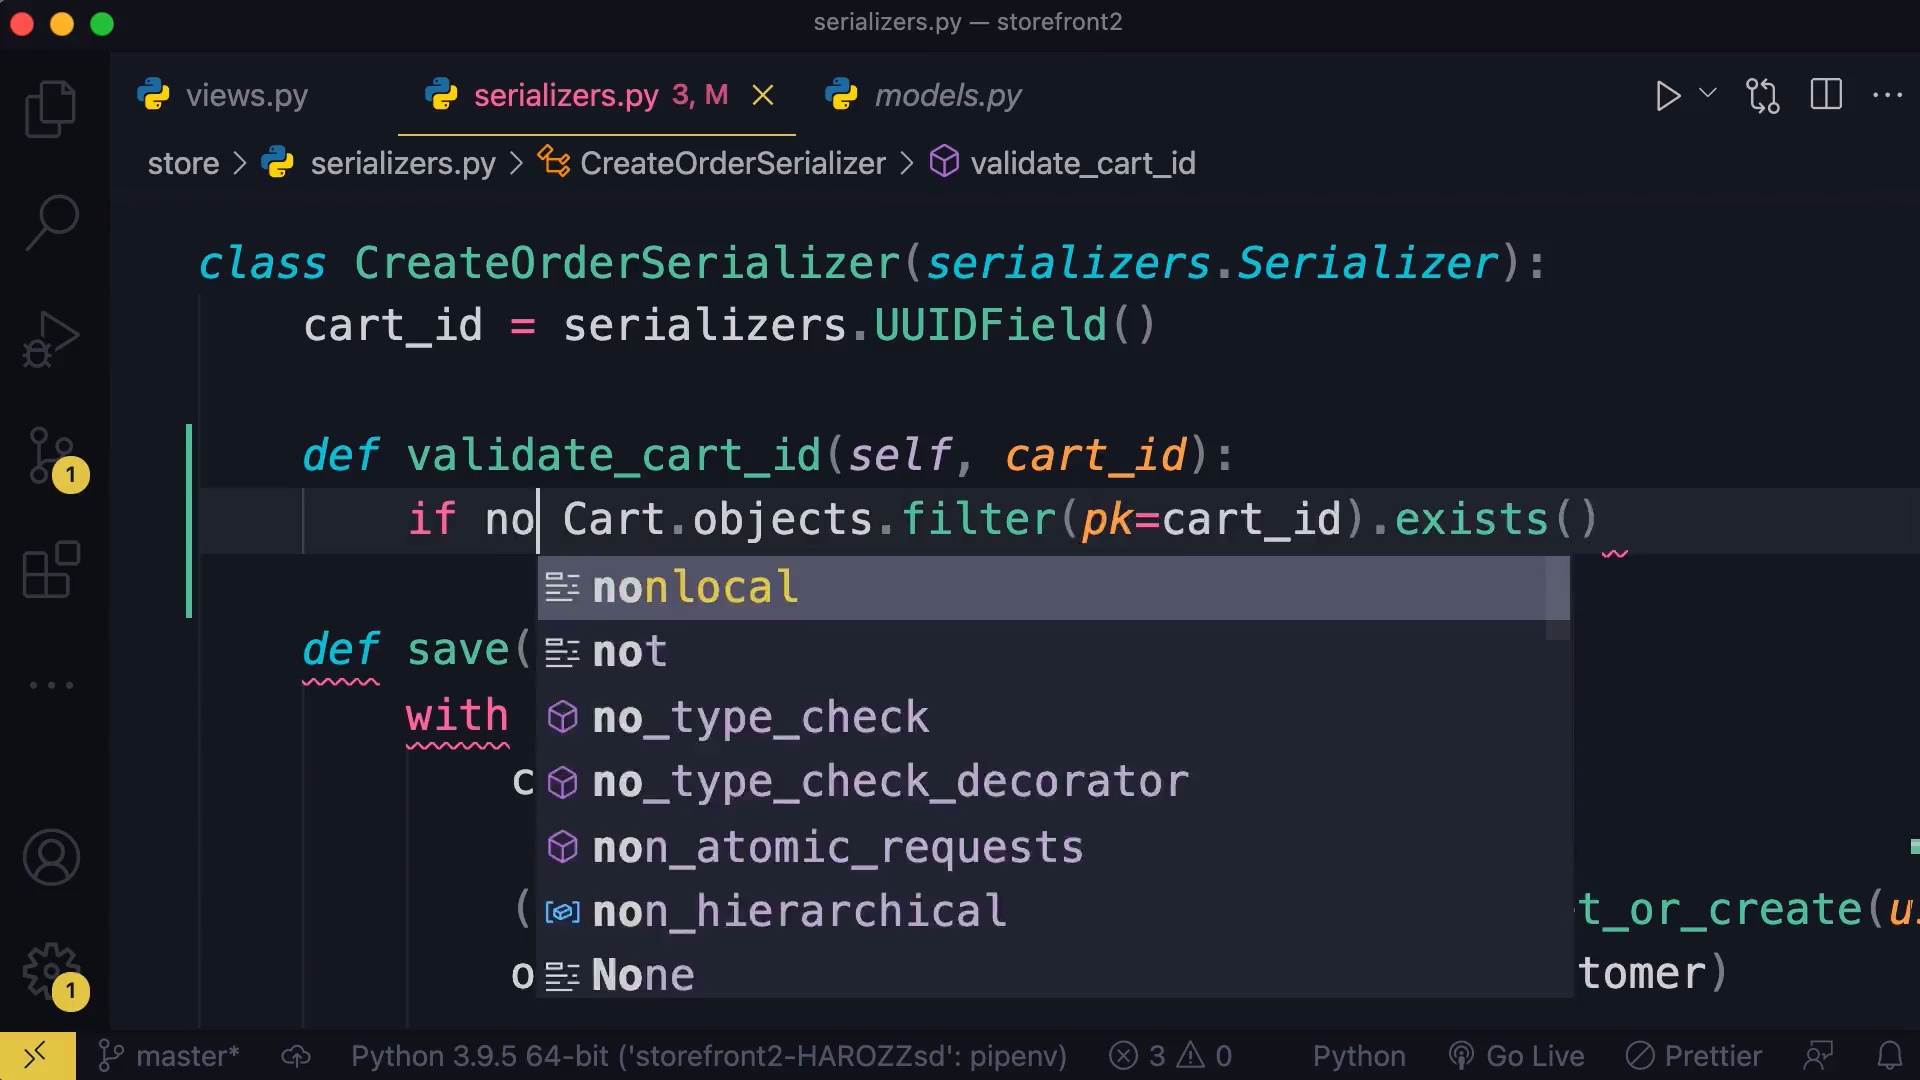 serializers.py — storefront2
views.py serializers.py 3, M models.py
store > serializers.py > CreateOrderSerializer > validate_cart_id
class CreateOrderSerializer(serializers.Serializer):
cart_id = serializers.UUIDField()
def validate_cart_id(self, cart_id):
if no Cart.objects.filter(pk=cart_id).exists()
nonlocal
def save(
not
with
no_type_check
c
no_type_check_decorator
non_atomic_requests
(
non_hierarchical
t_or_create(u
o
None
tomer)
1
1
master* Python 3.9.5 64-bit ('storefront2-HAROZZsd': pipenv) 3 0 Python Go Live Prettier